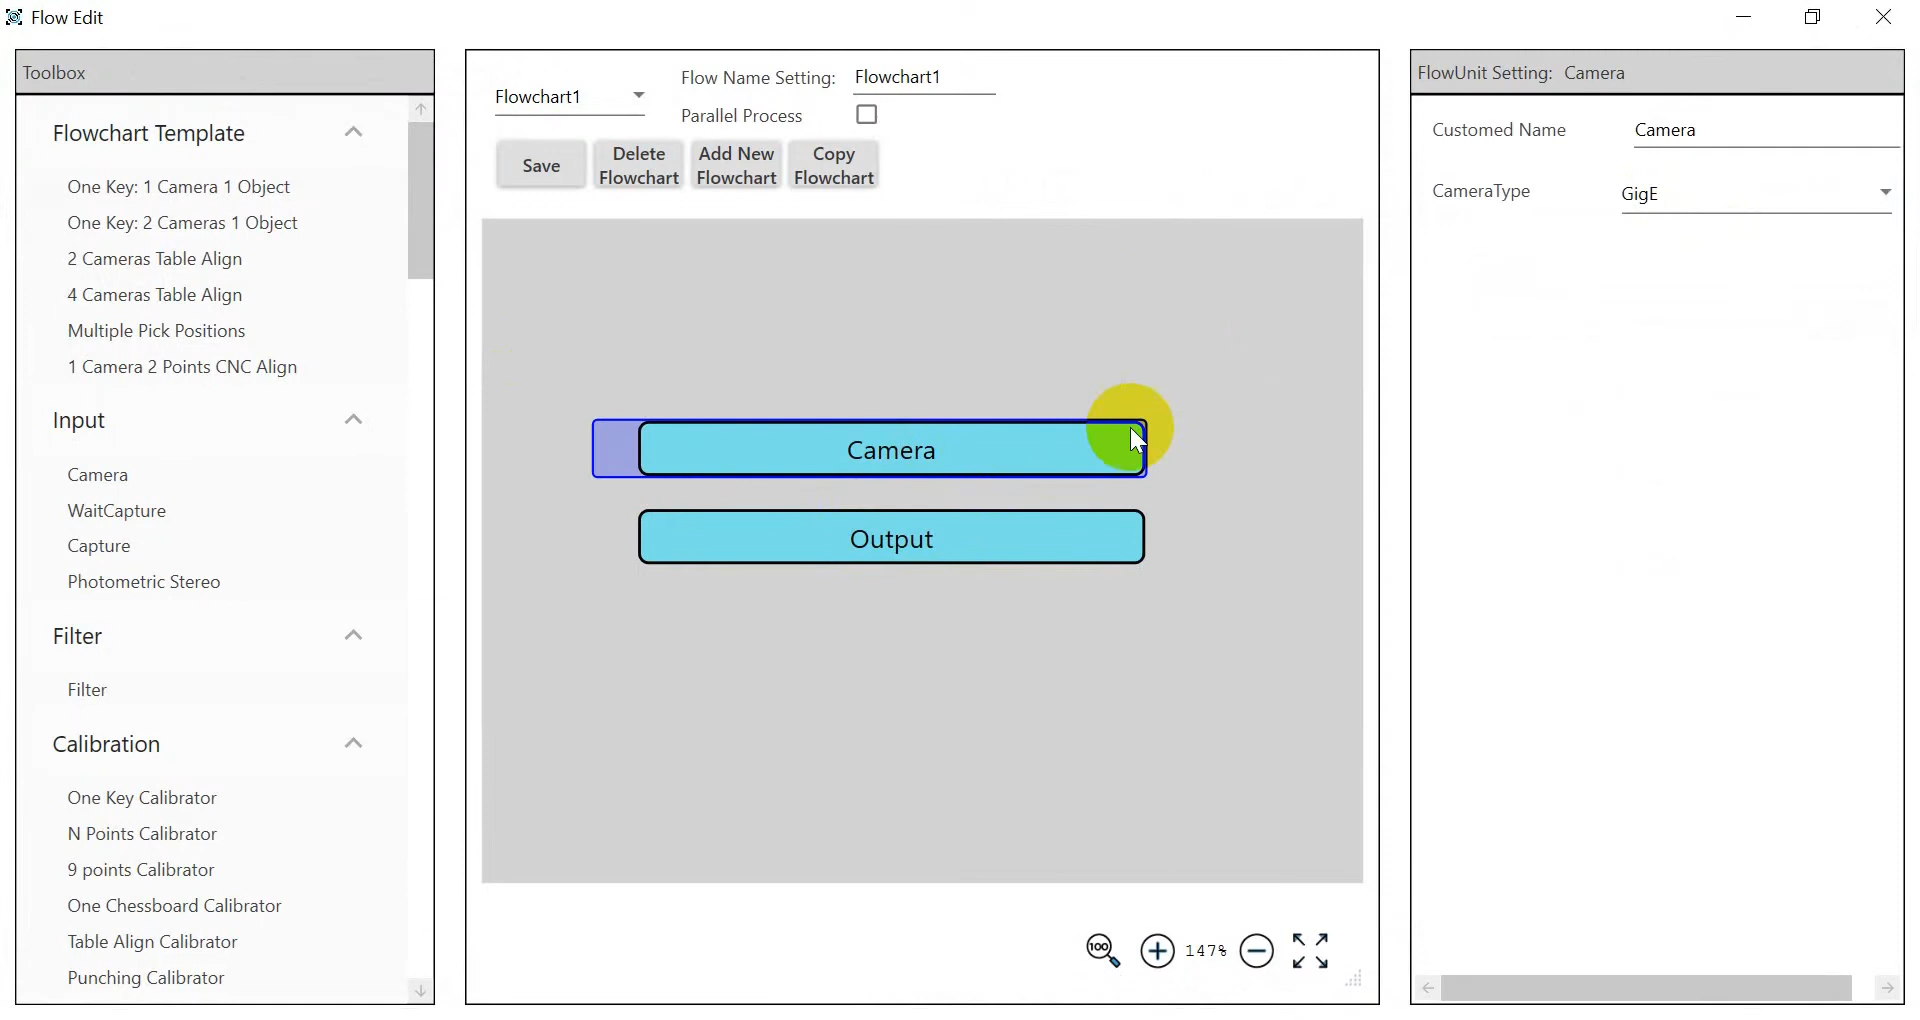 Flow Edit
Toolbox
Flowchart Template
One Key: 1 Camera 1 Object
One Key: 2 Cameras 1 Object
2 Cameras Table Align
4 Cameras Table Align
Multiple Pick Positions
1 Camera 2 Points CNC Align
Input
Camera
WaitCapture
Capture
Photometric Stereo
Filter
Filter
Calibration
One Key Calibrator
N Points Calibrator
9 points Calibrator
One Chessboard Calibrator
Table Align Calibrator
Punching Calibrator
Flowchart1
Flow Name Setting: Flowchart1
Parallel Process
Save
Delete
Flowchart
Add New
Flowchart
Copy
Flowchart
Camera
Output
100
147%
FlowUnit Setting: Camera
Customed Name Camera
CameraType GigE